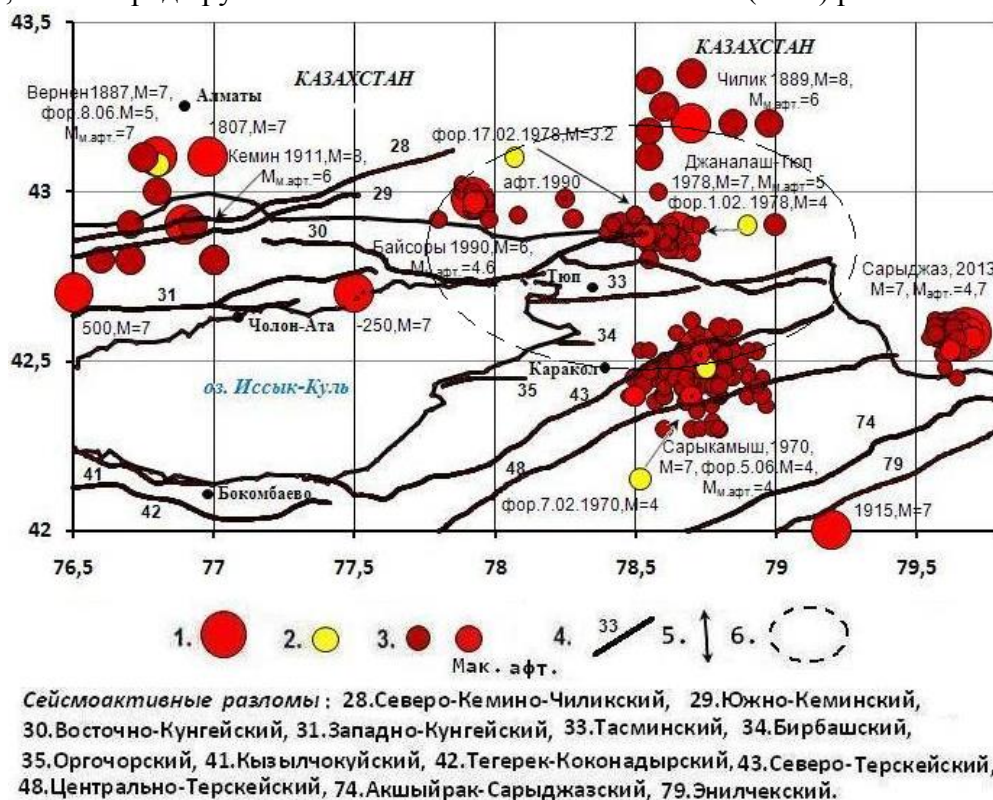 43,5
КАЗАХСТАН
КАЗАХСТАН
Вернен1887,М=7,
фор.8.06.М=5,
Мм.афт.=7
Алматы
1807,М=7
Чилик 1889,М=8,
Мм.афт.=6
фор.17.02.1978,М=3.2
28
Кемин 1911,М=8,
Мм.афт.=6
афт.1990
Джаналаш-Тюп
1978,М=7, Мм.афт=5
фор.1.02. 1978,М=4
43
29
30
Байсоры 1990,М=6,
Мм.афт.=4.6
Тюп
33
Сарыджаз, 2013
М=7, Мафт.=4,7
31
500,М=7
Чолон-Ата
-250,М=7
34
42,5
Каракол
оз. Иссык-Куль
35
43
74
Сарыкамыш,1970,
М=7, фор.5.06.М=4,
Мм.афт.=4
48
79
41
42
Бокомбаево
фор.7.02.1970,М=4
1915,М=7
42
76,5
77
77,5
78
78,5
79
79,5
1.
2.
3.
4.
33
5.
6.
Мак. афт.
Сейсмоактивные разломы: 28.Северо-Кемино-Чиликский, 29.Южно-Кеминский,
30.Восточно-Кунгейский, 31.Западно-Кунгейский, 33.Тасминский, 34.Бирбашский,
35.Оргочорский, 41.Кызылчокуйский, 42.Тегерек-Коконадырский, 43.Северо-Терскейский,
48.Центрально-Терскейский, 74.Акшыйрак-Сарыджазский, 79.Энилчекский.